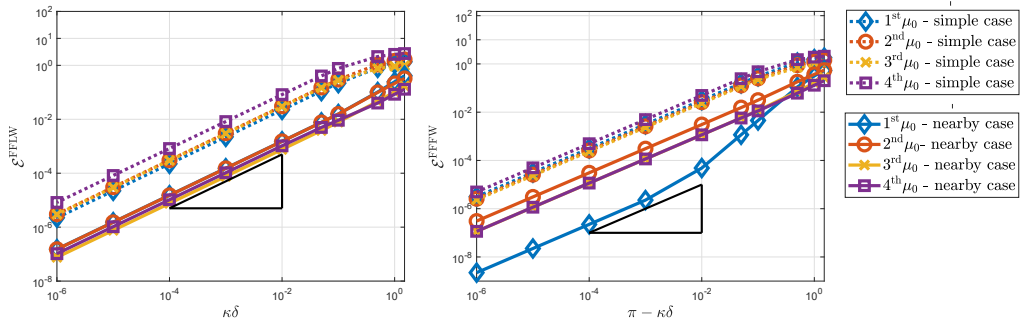 10^2
10^0
10^-2
10^-4
10^-6
10^-8
ℰ^FFLW
10^-6
10^-4
10^-2
10^0
κδ
10^2
10^0
10^-2
10^-4
10^-6
10^-8
ℰ^FFFW
10^-6
10^-4
10^-2
10^0
π − κδ
1^st μ_0 - simple case
2^nd μ_0 - simple case
3^rd μ_0 - simple case
4^th μ_0 - simple case
1^st μ_0 - nearby case
2^nd μ_0 - nearby case
3^rd μ_0 - nearby case
4^th μ_0 - nearby case